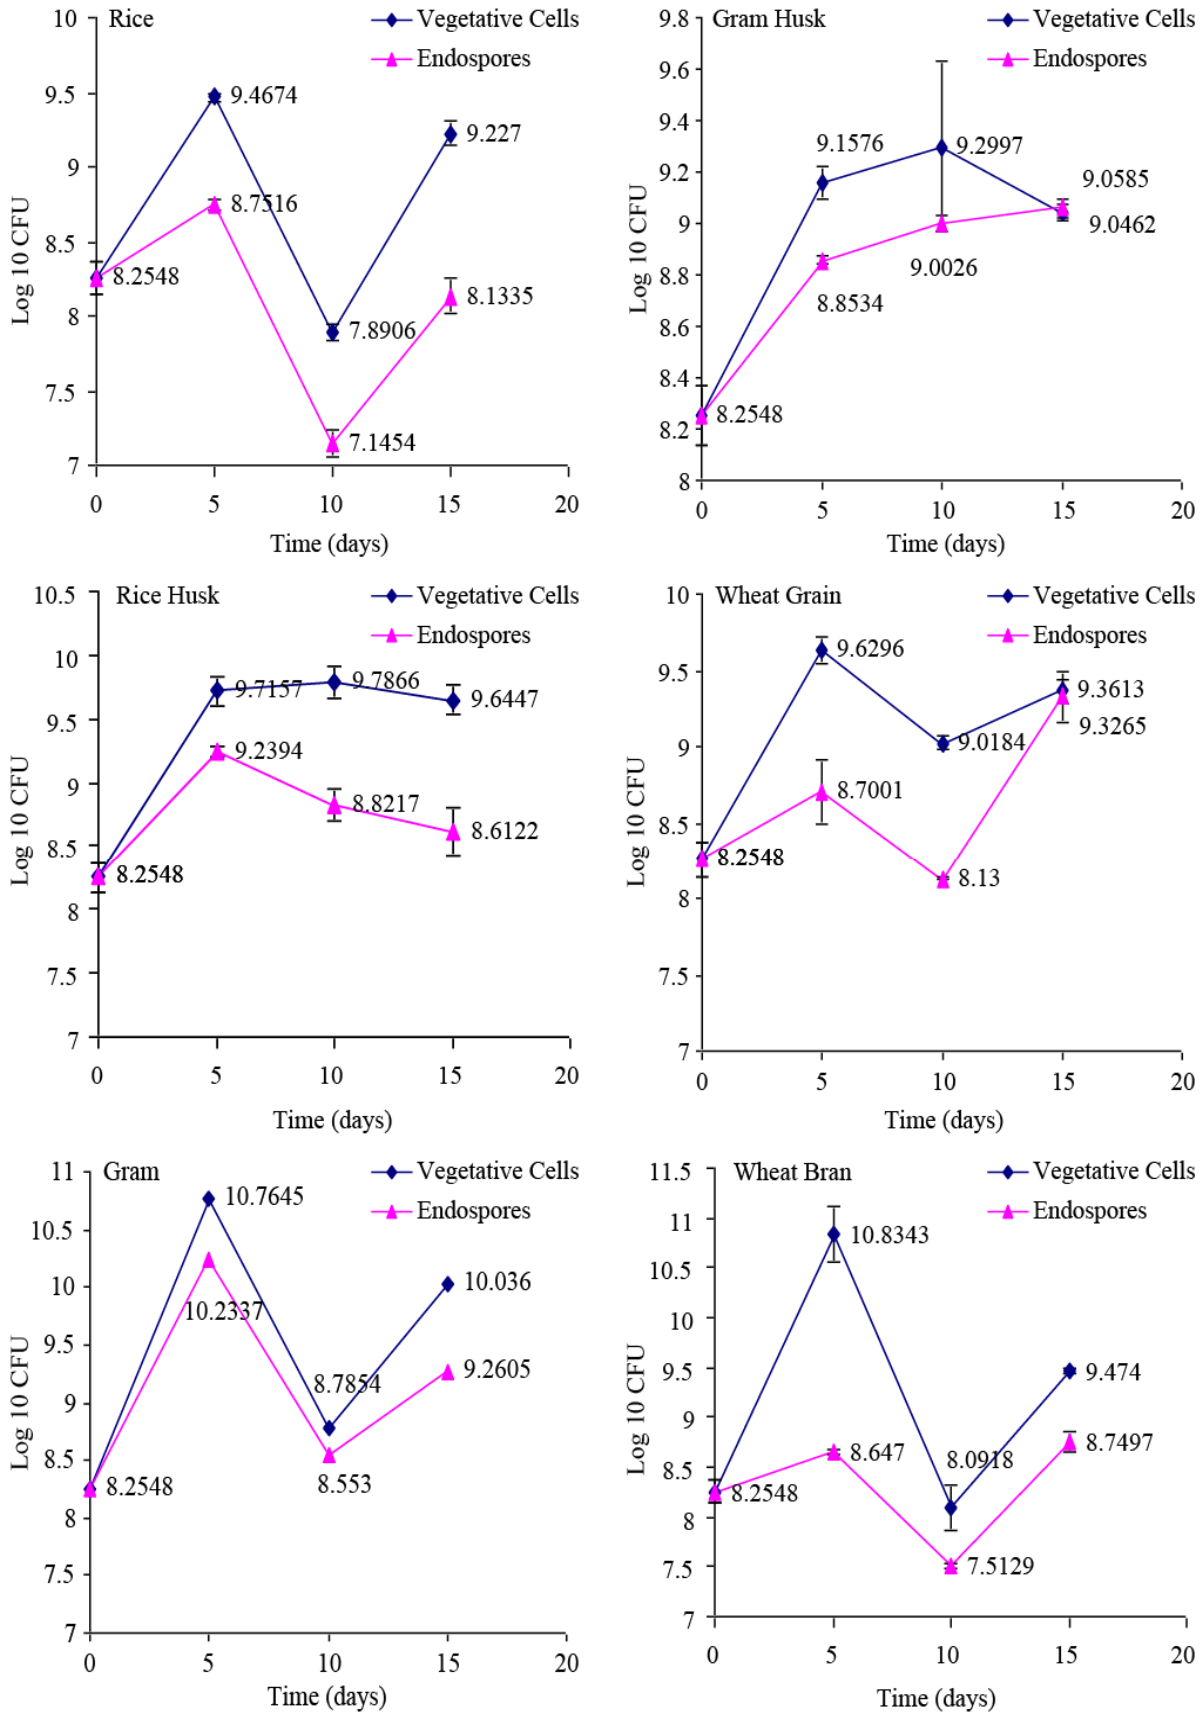 Rice
Vegetative Cells
Endospores
10
9.5
9
8.5
8
7.5
7
Log 10 CFU
8.2548
9.4674
8.7516
7.8906
7.1454
9.227
8.1335
0 5 10 15 20
Time (days)
Gram Husk
Vegetative Cells
Endospores
9.8
9.6
9.4
9.2
9
8.8
8.6
8.4
8.2
8
Log 10 CFU
8.2548
9.1576
8.8534
9.2997
9.0026
9.0585
9.0462
0 5 10 15 20
Time (days)
Rice Husk
Vegetative Cells
Endospores
10.5
10
9.5
9
8.5
8
7.5
7
Log 10 CFU
8.2548
9.7157
9.2394
9.7866
8.8217
9.6447
8.6122
0 5 10 15 20
Time (days)
Wheat Grain
Vegetative Cells
Endospores
10
9.5
9
8.5
8
7.5
7
Log 10 CFU
8.2548
9.6296
8.7001
9.0184
8.13
9.3613
9.3265
0 5 10 15 20
Time (days)
Gram
Vegetative Cells
Endospores
11
10.5
10
9.5
9
8.5
8
7.5
7
Log 10 CFU
8.2548
10.7645
10.2337
8.7854
8.553
10.036
9.2605
0 5 10 15 20
Time (days)
Wheat Bran
Vegetative Cells
Endospores
11.5
11
10.5
10
9.5
9
8.5
8
7.5
7
Log 10 CFU
8.2548
10.8343
8.647
8.0918
7.5129
9.474
8.7497
0 5 10 15 20
Time (days)